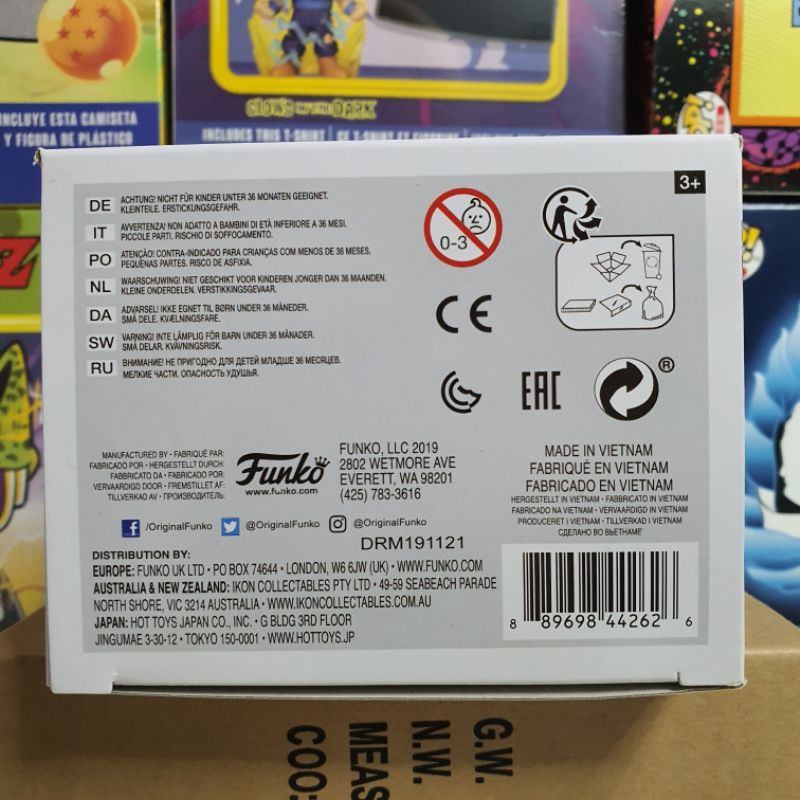 INCLUYE ESTA CAMISETA
Y FIGURA DE PLÁSTICO
GLOWS IN THE DARK
INCLUDES THIS T-SHIRT
POP!
Z
3+
DE ACHTUNG! NICHT FÜR KINDER UNTER 36 MONATEN GEEIGNET.
KLEINTEILE. ERSTICKUNGSGEFAHR.
IT AVVERTENZA! NON ADATTO A BAMBINI DI ETÀ INFERIORE A 36 MESI.
PICCOLE PARTI. RISCHIO DI SOFFOCAMENTO.
PO ATENÇÃO! CONTRA-INDICADO PARA CRIANÇAS COM MENOS DE 36 MESES.
PEQUENAS PARTES. RISCO DE ASFIXIA.
NL WAARSCHUWING! NIET GESCHIKT VOOR KINDEREN JONGER DAN 36 MAANDEN.
KLEINE ONDERDELEN. VERSTIKKINGSGEVAAR.
DA ADVARSEL! IKKE EGNET TIL BØRN UNDER 36 MÅNEDER.
SMÅ DELE. KVÆLNINGSFARE.
SW VARNING! INTE LÄMPLIG FÖR BARN UNDER 36 MÅNADER.
SMÅ DELAR. KVÄVNINGSRISK.
RU ВНИМАНИЕ! НЕ ПРИГОДНО ДЛЯ ДЕТЕЙ МЛАДШЕ 36 МЕСЯЦЕВ.
МЕЛКИЕ ЧАСТИ. ОПАСНОСТЬ УДУШЬЯ.
0-3
CE
EAC
®
MANUFACTURED BY • FABRIQUÉ PAR:
FABRICADO POR • HERGESTELLT DURCH:
FABBRICATO DA • FABRICADO POR:
VERVAARDIGD DOOR • FREMSTILLET AF:
TILLVERKAD AV • ПРОИЗВОДИТЕЛЬ:
Funko
www.funko.com
FUNKO, LLC 2019
2802 WETMORE AVE
EVERETT, WA 98201
(425) 783-3616
MADE IN VIETNAM
FABRIQUÉ EN VIETNAM
FABRICADO EN VIETNAM
HERGESTELLT IN VIETNAM • FABBRICATO IN VIETNAM
FABRICADO NA VIETNAM • VERVAARDIGD IN VIETNAM
PRODUCERET I VIETNAM • TILLVERKAD I VIETNAM
СДЕЛАНО ВО ВЬЕТНАМЕ
/OriginalFunko @OriginalFunko @OriginalFunko
DRM191121
DISTRIBUTION BY:
EUROPE: FUNKO UK LTD • PO BOX 74644 • LONDON, W6 6JW (UK) • WWW.FUNKO.COM
AUSTRALIA & NEW ZEALAND: IKON COLLECTABLES PTY LTD • 49-59 SEABEACH PARADE
NORTH SHORE, VIC 3214 AUSTRALIA • WWW.IKONCOLLECTABLES.COM.AU
JAPAN: HOT TOYS JAPAN CO., INC. • G BLDG 3RD FLOOR
JINGUMAE 3-30-12 • TOKYO 150-0001 • WWW.HOTTOYS.JP
8 89698 44262 6
G.W.
N.W.
MEAS
COO: